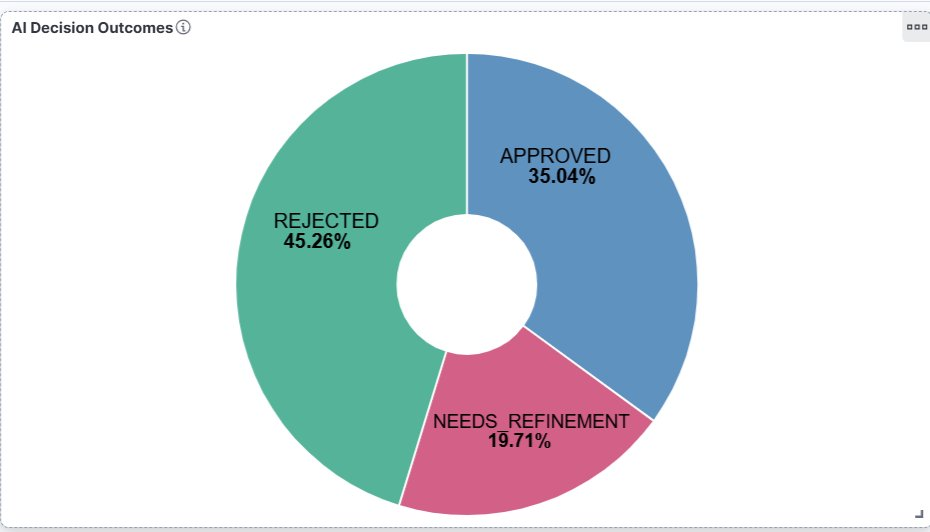 AI Decision Outcomes
APPROVED
35.04%
REJECTED
45.26%
NEEDS_REFINEMENT
19.71%